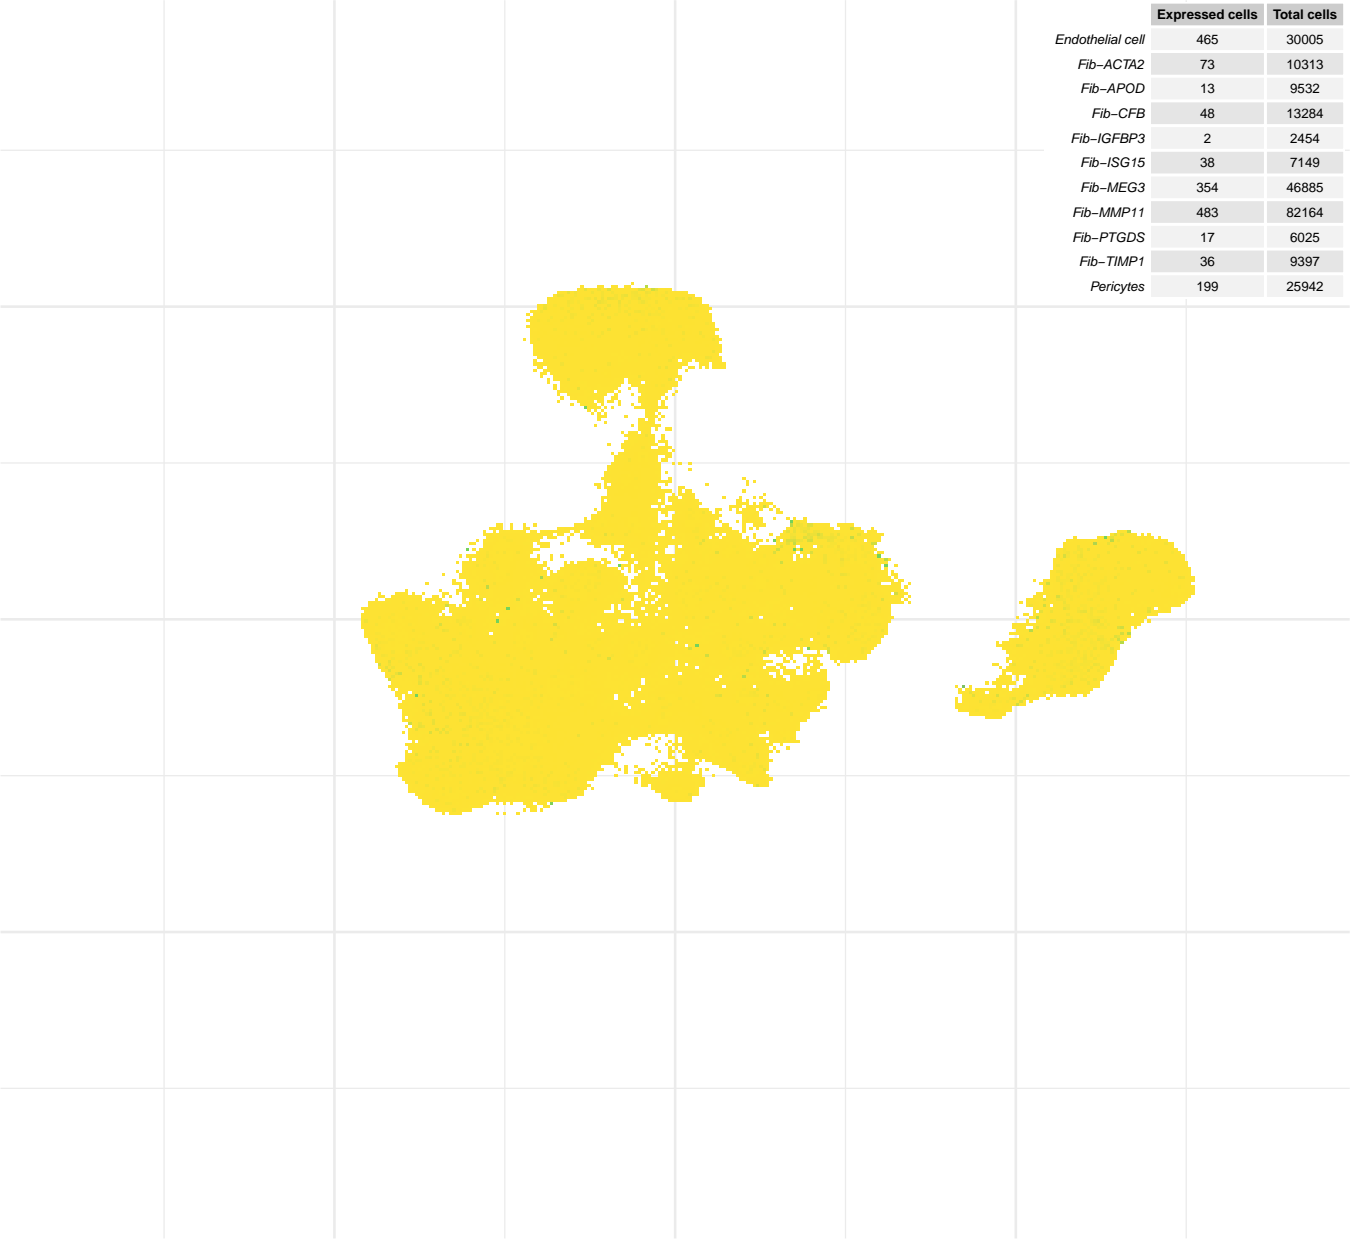 Expressed cells Total cells
Endothelial cell 465 30005
Fib−ACTA2 73 10313
Fib−APOD 13 9532
Fib−CFB 48 13284
Fib−IGFBP3 2 2454
Fib−ISG15 38 7149
Fib−MEG3 354 46885
Fib−MMP11 483 82164
Fib−PTGDS 17 6025
Fib−TIMP1 36 9397
Pericytes 199 25942